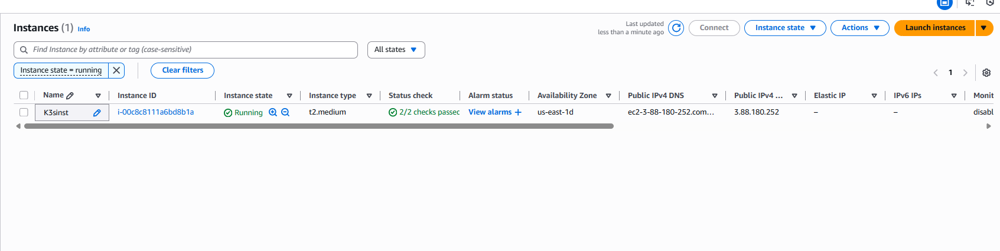 Instances (1) Info
Last updated
less than a minute ago
Connect
Instance state
Actions
Launch instances
Find Instance by attribute or tag (case-sensitive)
All states
Instance state = running
Clear filters
1
Name Instance ID Instance state Instance type Status check Alarm status Availability Zone Public IPv4 DNS Public IPv4 ... Elastic IP IPv6 IPs Monit
K3sinst i-00c8c8111a6bd8b1a Running t2.medium 2/2 checks passec View alarms + us-east-1d ec2-3-88-180-252.com... 3.88.180.252 – – disabl